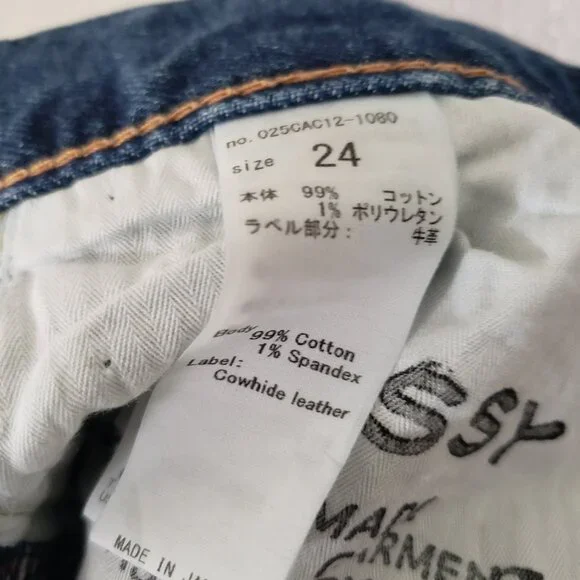 no. 025CAC12-1080
size 24
本体 99% コットン
1% ポリウレタン
ラベル部分: 牛革
Body 99% Cotton
1% Spandex
Label:
Cowhide leather
MADE IN
SSY